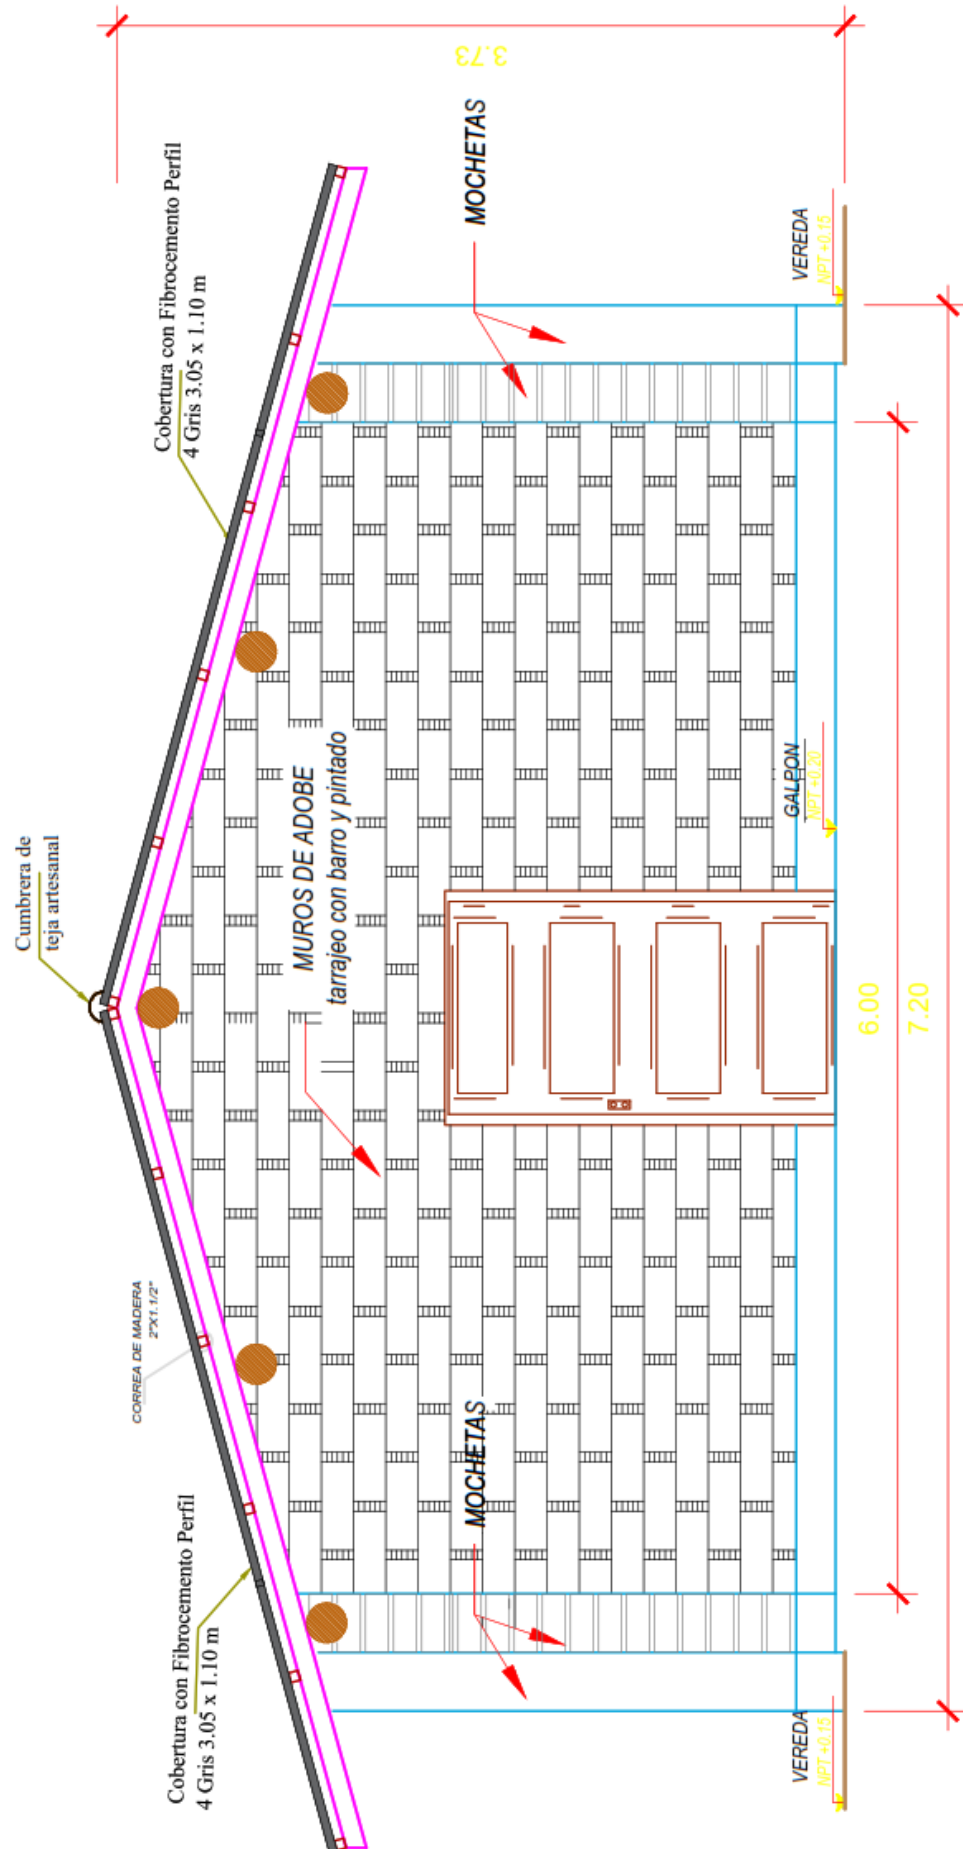 Cumbrera de
teja artesanal
CORREA DE MADERA
2"X1.1/2"
Cobertura con Fibrocemento Perfil
4 Gris 3.05 x 1.10 m
Cobertura con Fibrocemento Perfil
4 Gris 3.05 x 1.10 m
3.73
MUROS DE ADOBE
tarrajeo con barro y pintado
MOCHETAS
MOCHETAS
VEREDA
NPT +0.15
GALPON
NPT +0.20
VEREDA
NPT +0.15
6.00
7.20